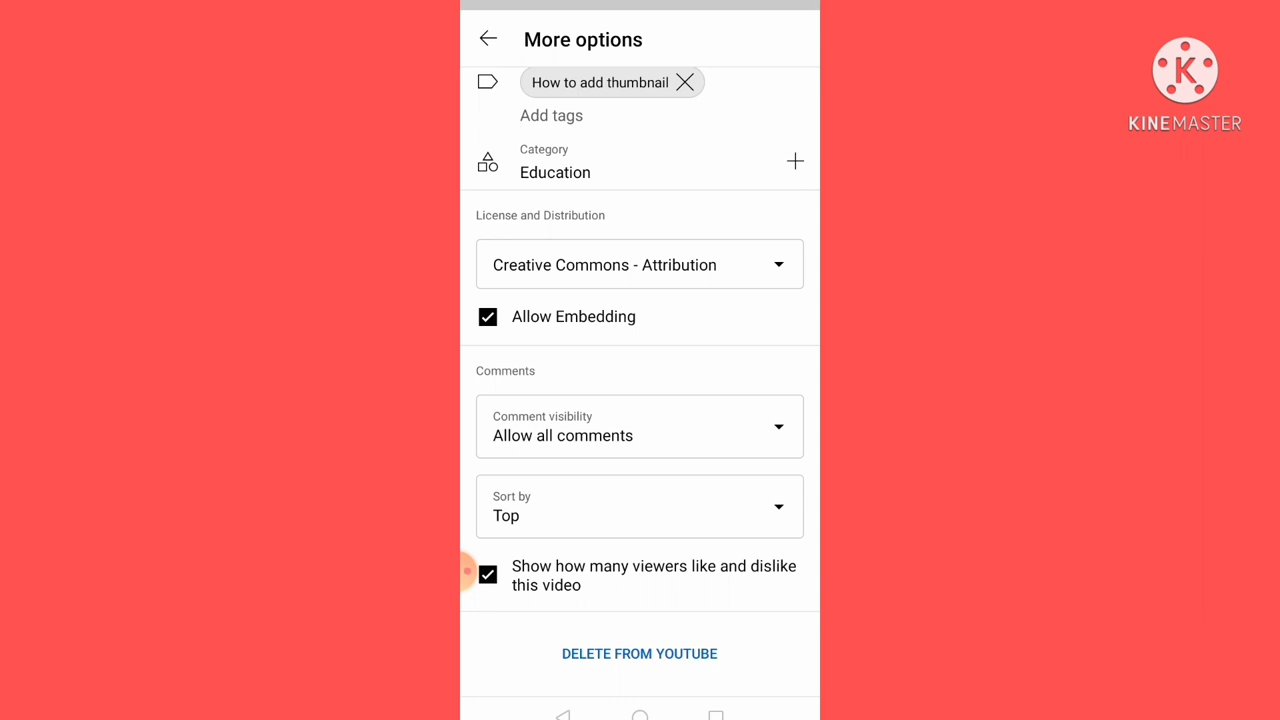 More options
How to add thumbnail
Add tags
Category
Education
License and Distribution
Creative Commons - Attribution
Allow Embedding
Comments
Comment visibility
Allow all comments
Sort by
Top
Show how many viewers like and dislike
this video
DELETE FROM YOUTUBE
K
KINEMASTER